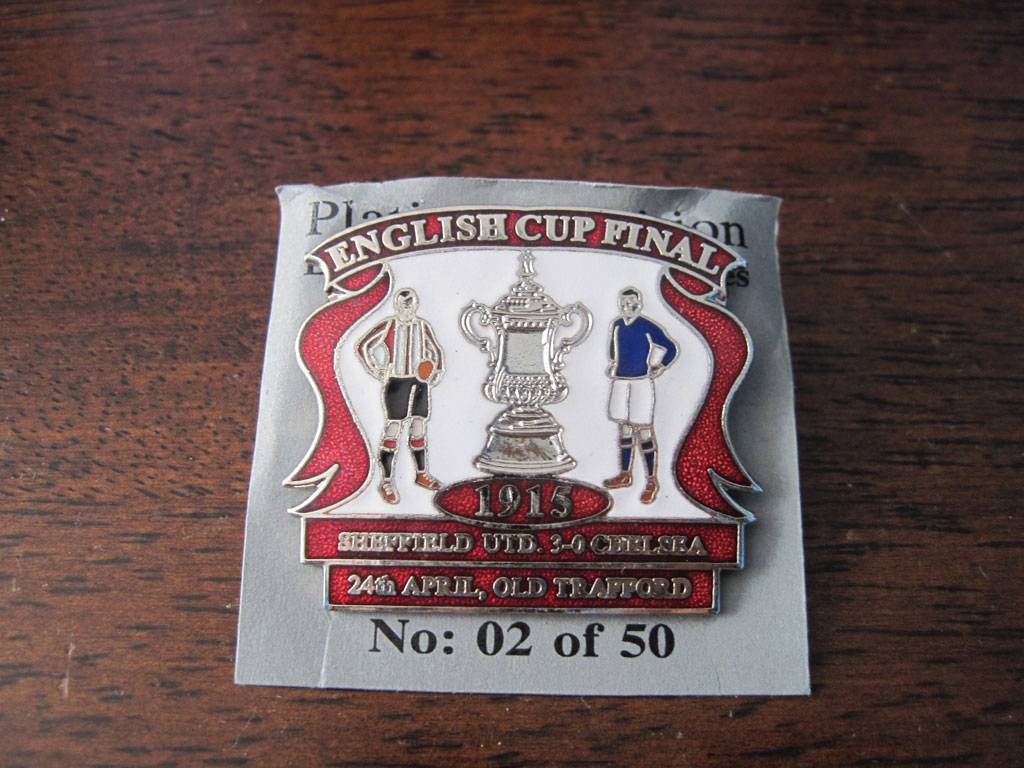 ENGLISH CUP FINAL
1915
SHEFFIELD UTD. 3-0 CHELSEA
24th APRIL, OLD TRAFFORD
No: 02 of 50